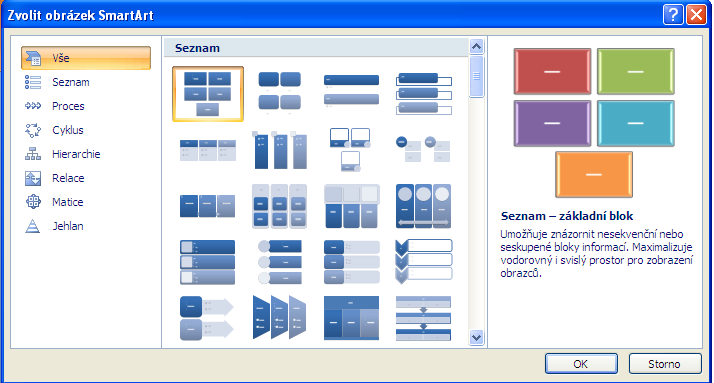 Zvolit obrázek SmartArt
Vše
Seznam
Proces
Cyklus
Hierarchie
Relace
Matice
Jehlan
Seznam
Seznam – základní blok
Umožňuje znázornit nesekvenční nebo
seskupené bloky informací. Maximalizuje
vodorovný i svislý prostor pro zobrazení
obrazců.
OK
Storno